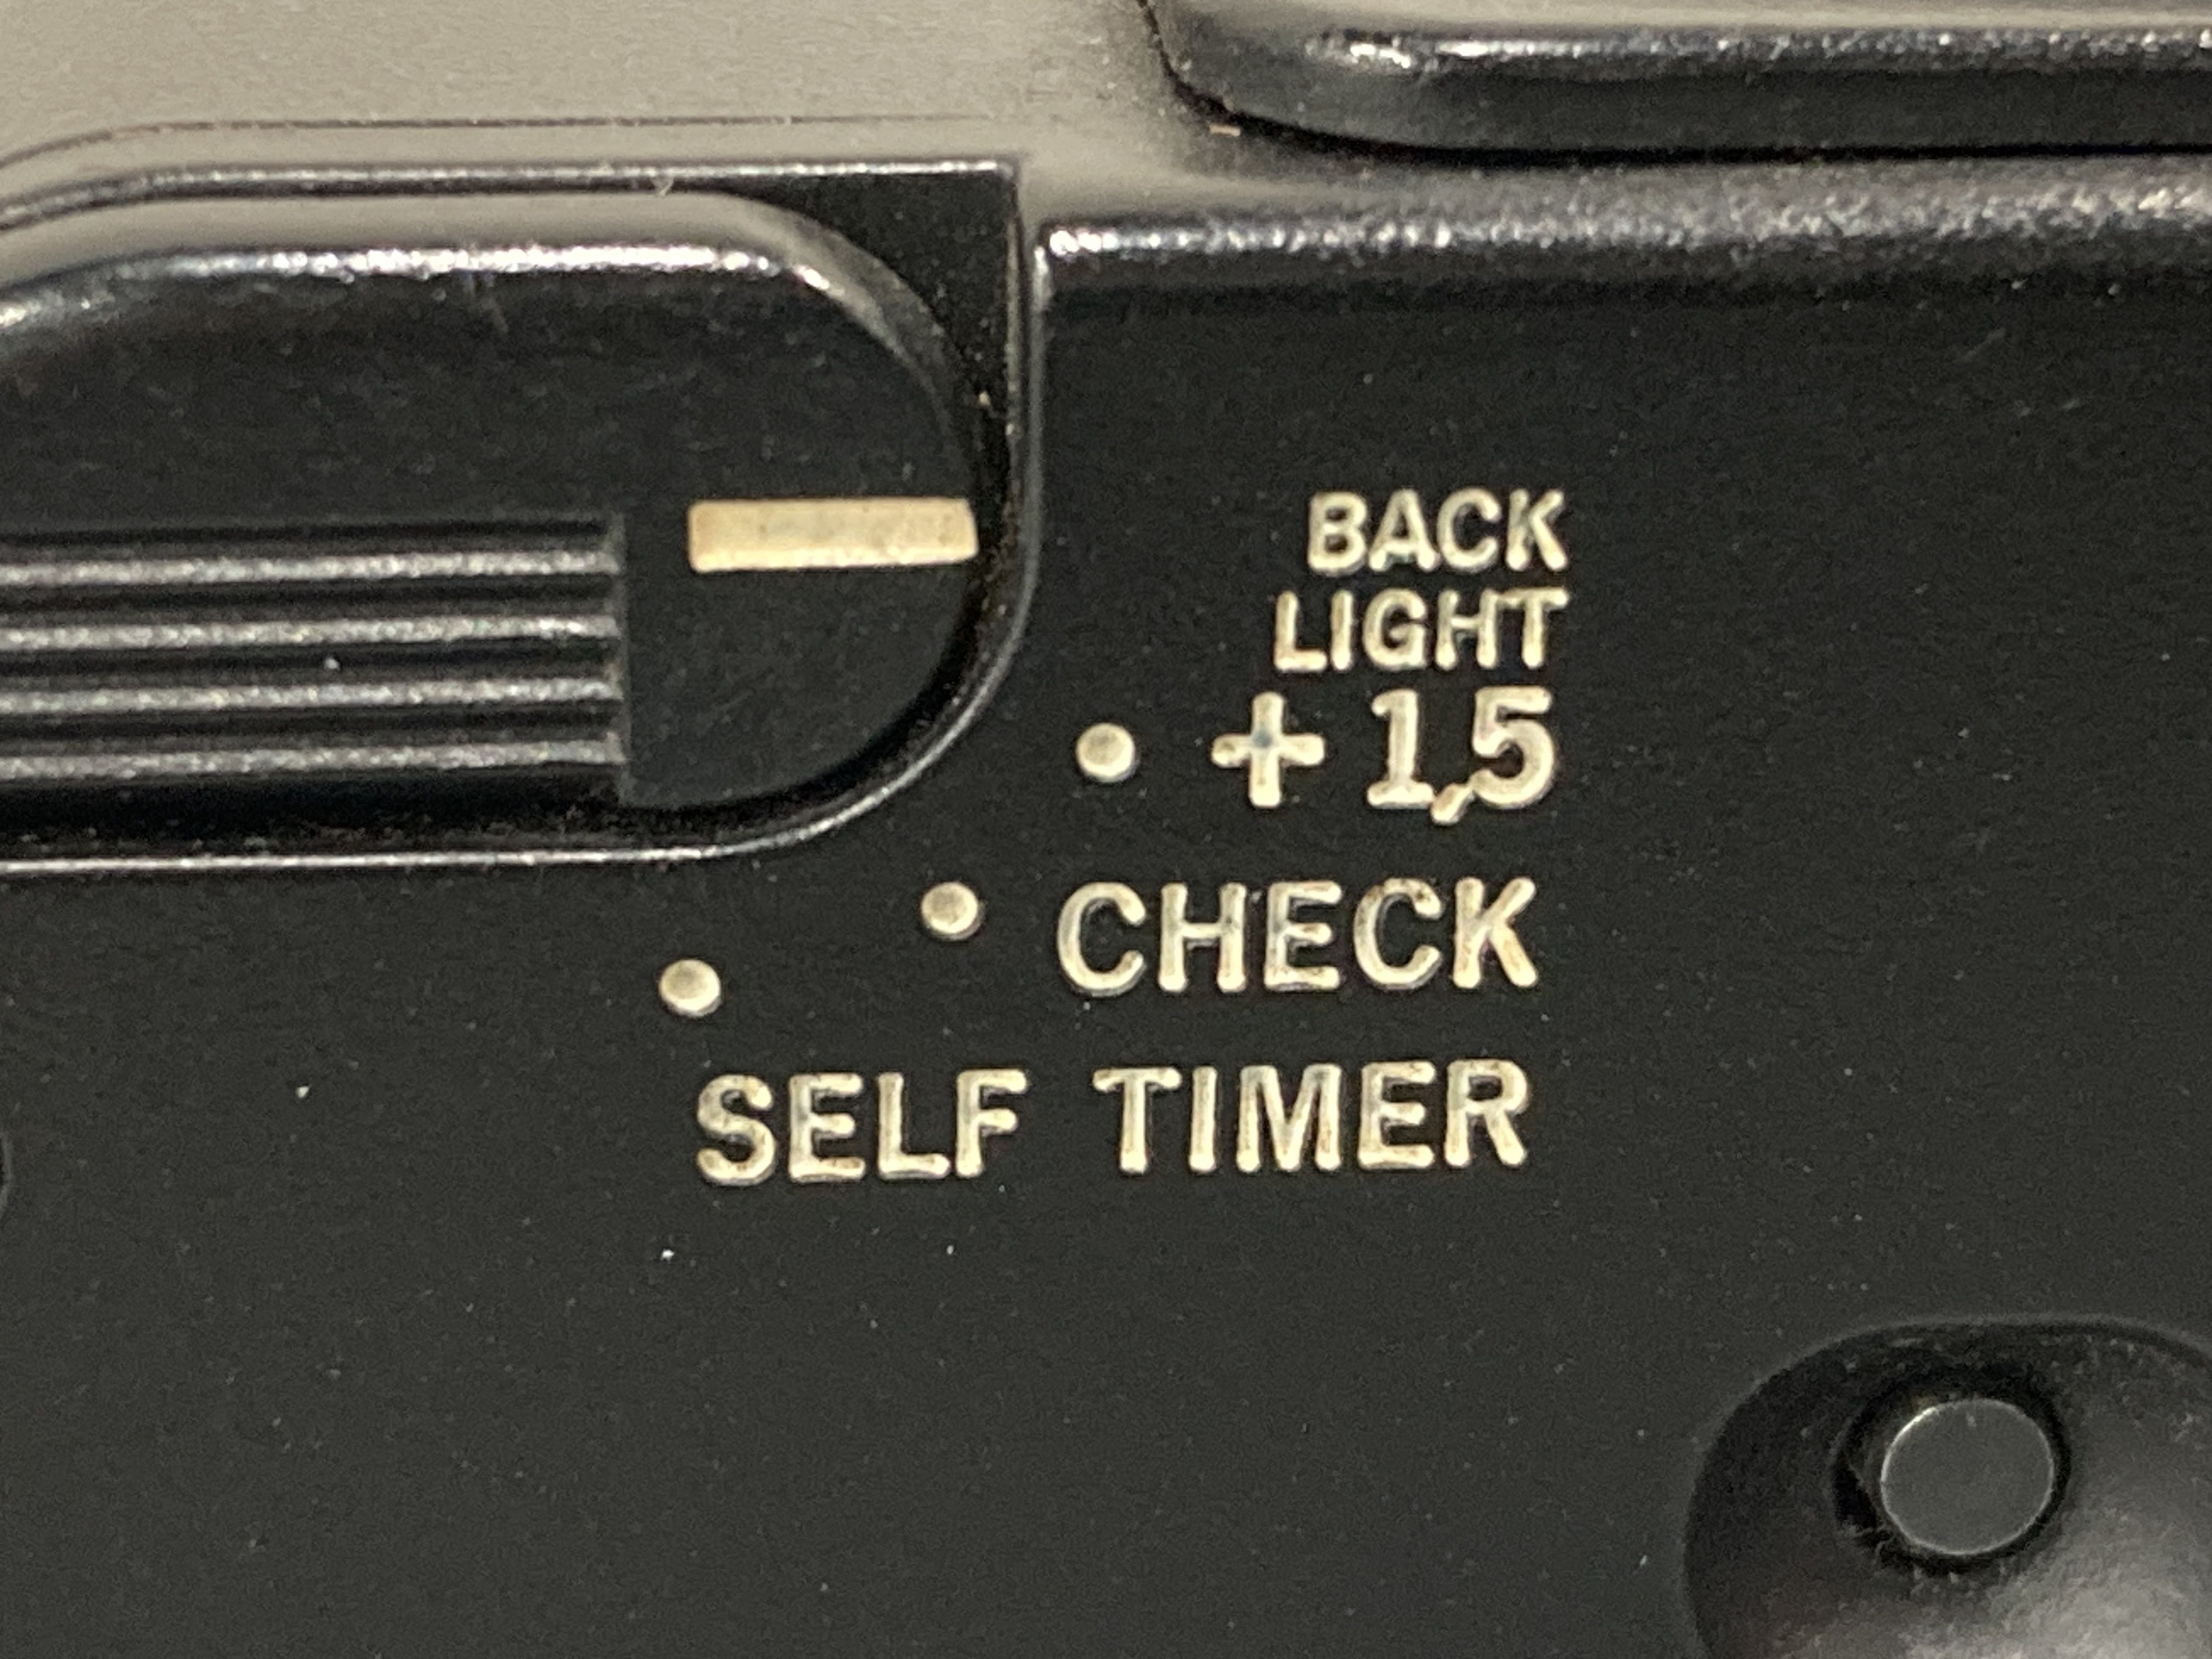 BACK
LIGHT
+ 1,5
CHECK
SELF TIMER